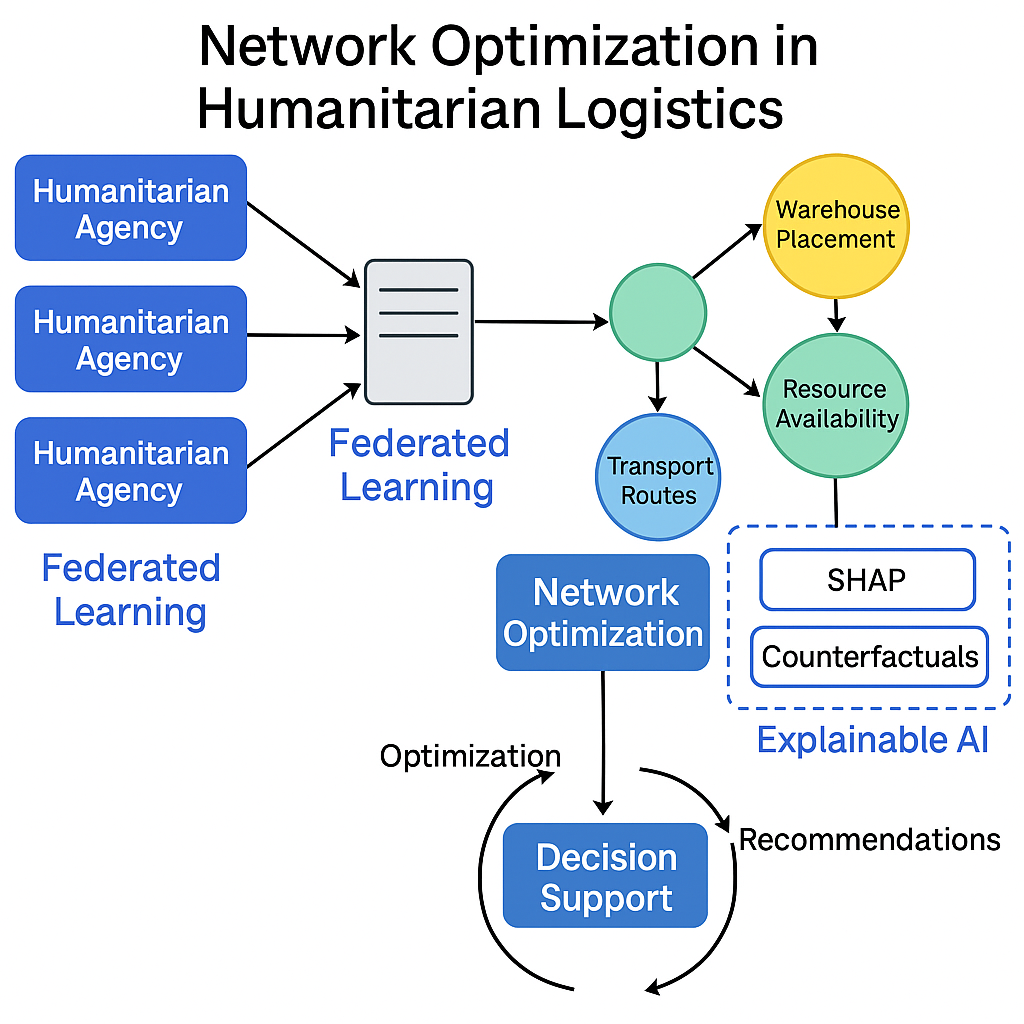 Network Optimization in
Humanitarian Logistics
Humanitarian
Agency
Humanitarian
Agency
Humanitarian
Agency
Federated
Learning
Federated
Learning
Warehouse
Placement
Resource
Availability
Transport
Routes
SHAP
Counterfactuals
Explainable AI
Network
Optimization
Optimization
Decision
Support
Recommendations